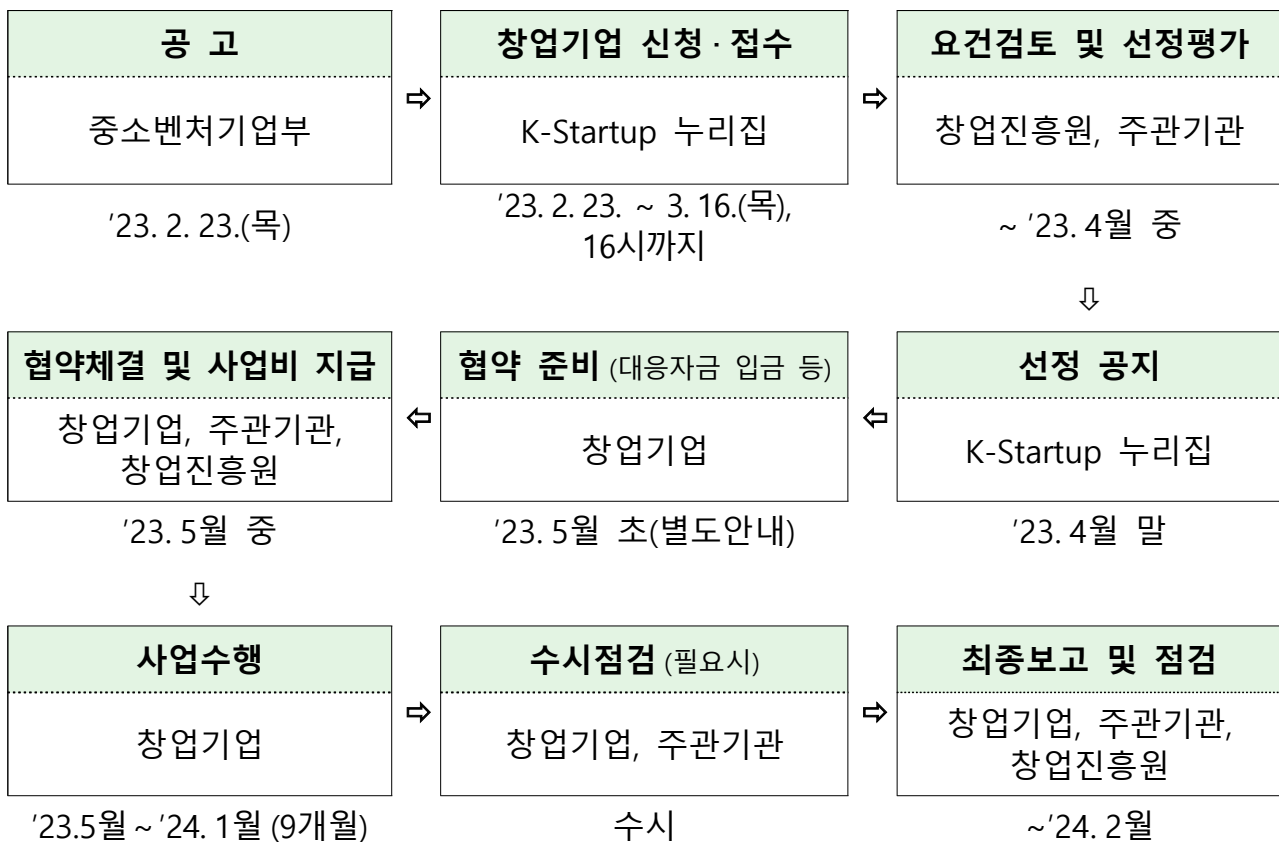 공 고
중소벤처기업부
'23. 2. 23.(목)
⇨
창업기업 신청·접수
K-Startup 누리집
'23. 2. 23. ~ 3. 16.(목),
16시까지
⇨
요건검토 및 선정평가
창업진흥원, 주관기관
~ '23. 4월 중
⇩
선정 공지
K-Startup 누리집
'23. 4월 말
⇦
협약 준비 (대응자금 입금 등)
창업기업
'23. 5월 초(별도안내)
⇦
협약체결 및 사업비 지급
창업기업, 주관기관,
창업진흥원
'23. 5월 중
⇩
사업수행
창업기업
'23.5월 ~ '24. 1월 (9개월)
⇨
수시점검 (필요시)
창업기업, 주관기관
수시
⇨
최종보고 및 점검
창업기업, 주관기관,
창업진흥원
~'24. 2월